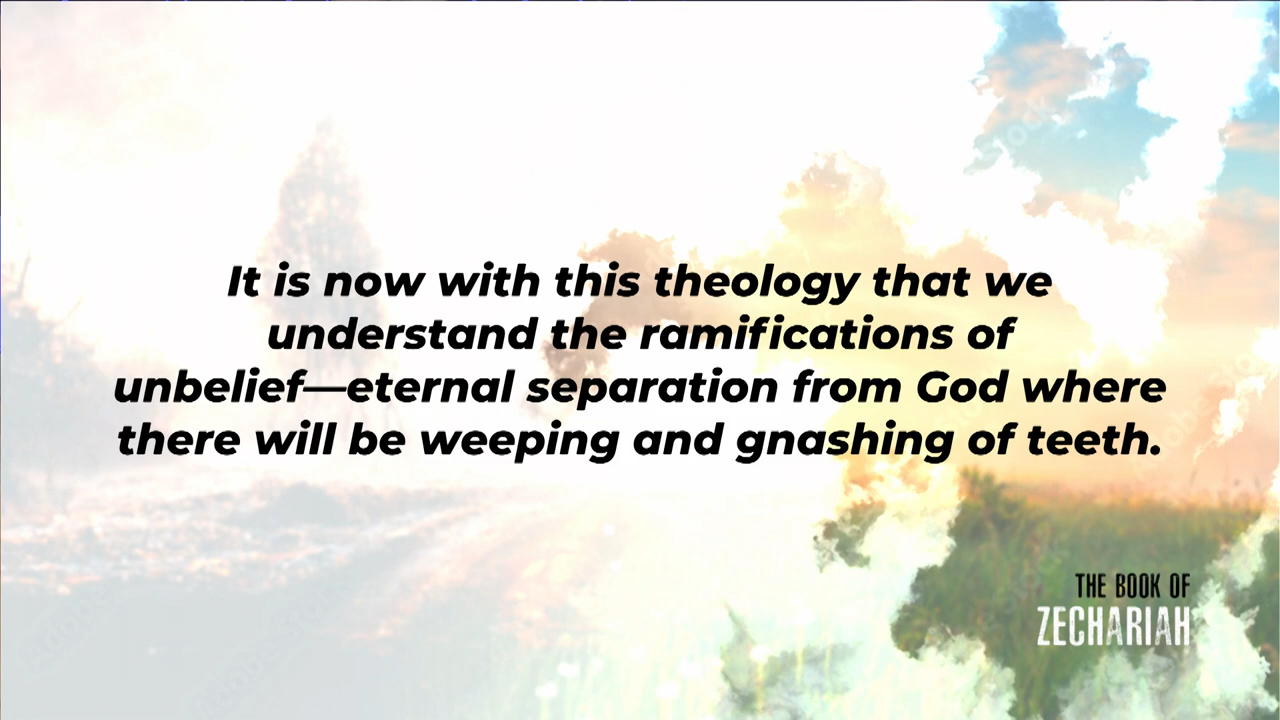 It is now with this theology that we
understand the ramifications of
unbelief—eternal separation from God where
there will be weeping and gnashing of teeth.
THE BOOK OF
ZECHARIAH